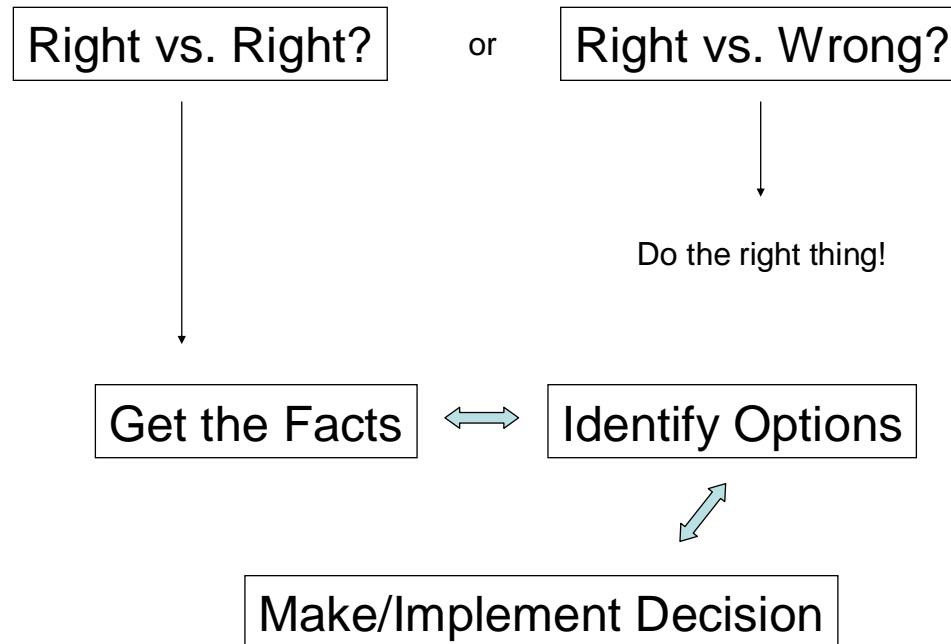 Right vs. Right?
or
Right vs. Wrong?
Do the right thing!
Get the Facts
Identify Options
Make/Implement Decision